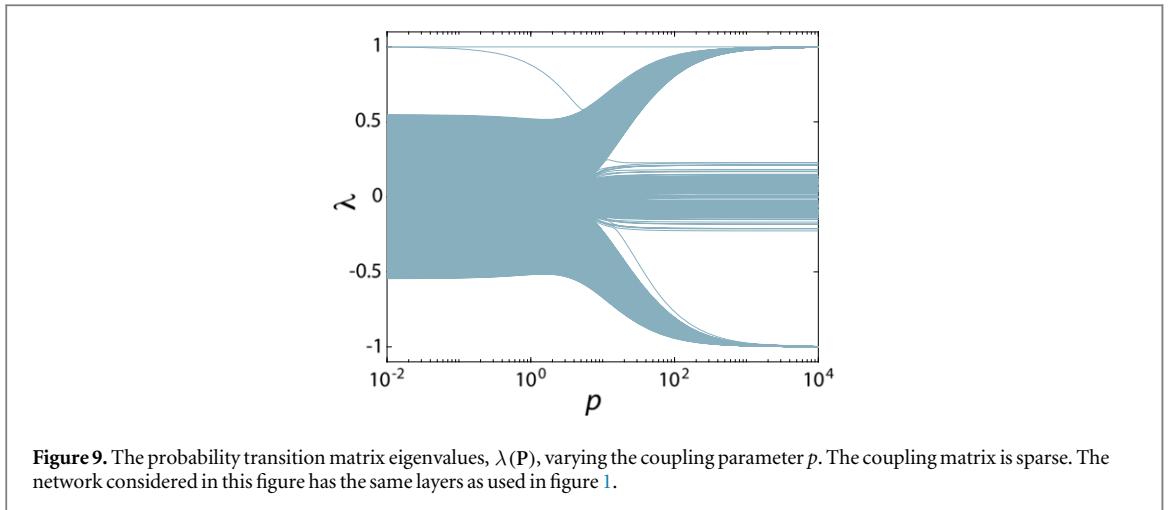 1
0.5
0
-0.5
-1
λ
10⁻² 10⁰ 10² 10⁴
p
Figure 9. The probability transition matrix eigenvalues, λ(P), varying the coupling parameter p. The coupling matrix is sparse. The
network considered in this figure has the same layers as used in figure 1.